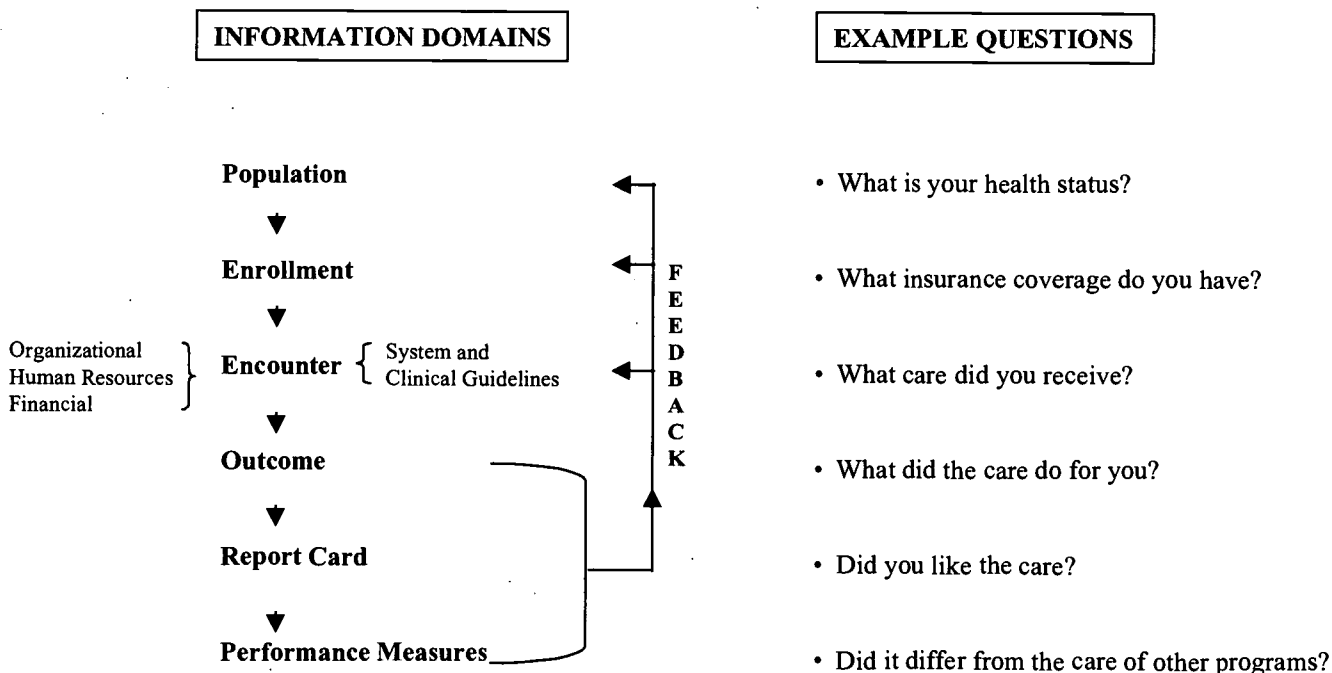 INFORMATION DOMAINS
EXAMPLE QUESTIONS
Population
• What is your health status?
Enrollment
• What insurance coverage do you have?
Organizational
Human Resources
Financial
Encounter
System and
Clinical Guidelines
• What care did you receive?
FEEDBACK
Outcome
• What did the care do for you?
Report Card
• Did you like the care?
Performance Measures
• Did it differ from the care of other programs?